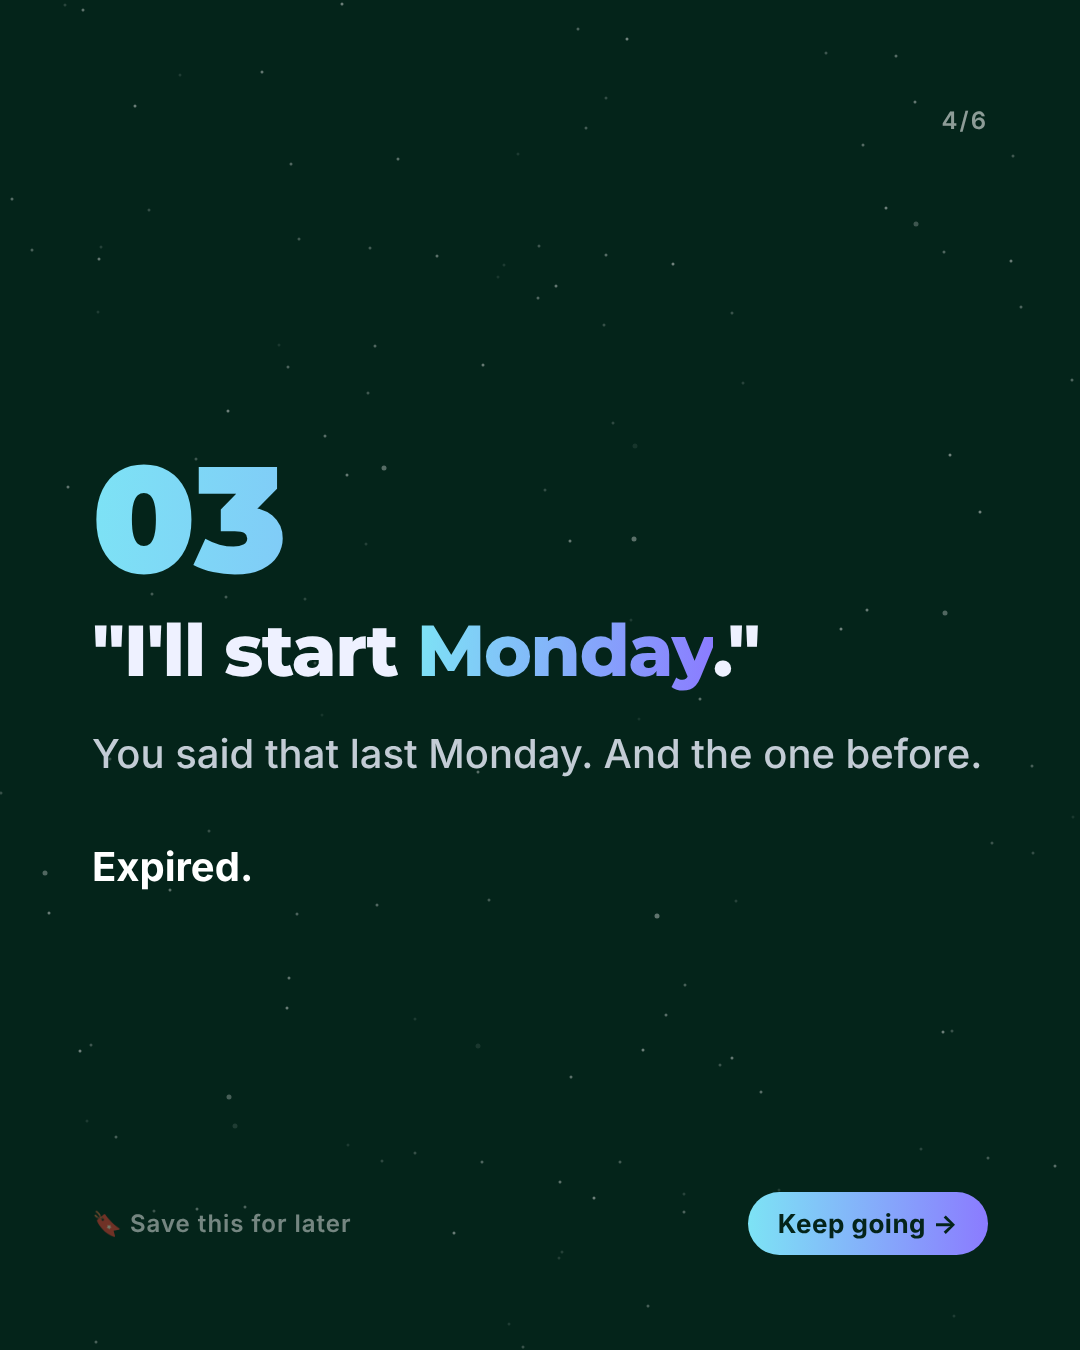 4/6
03
"I'll start Monday."
You said that last Monday. And the one before.
Expired.
🔖 Save this for later
Keep going →